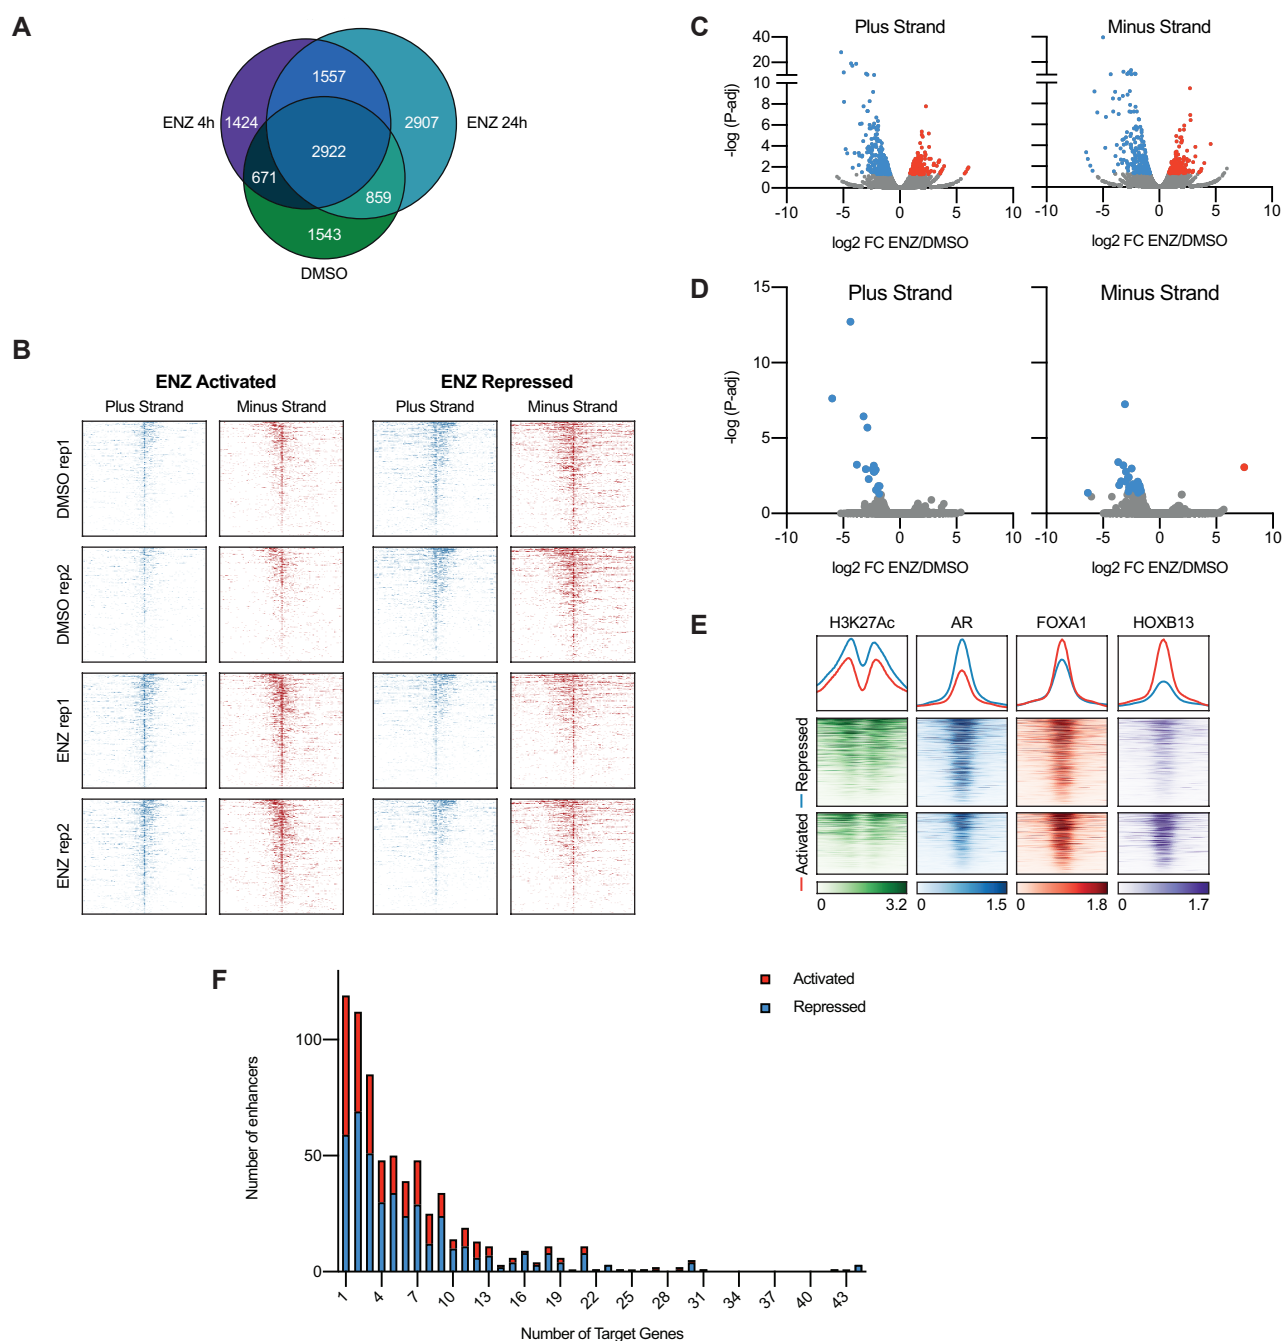 A
ENZ 4h
ENZ 24h
DMSO
1557
1424
2907
2922
671
859
1543
B
ENZ Activated
ENZ Repressed
Plus Strand
Minus Strand
Plus Strand
Minus Strand
DMSO rep1
DMSO rep2
ENZ rep1
ENZ rep2
C
Plus Strand
Minus Strand
-log (P-adj)
40
20
10
8
6
4
2
0
-10
-5
0
5
10
-10
-5
0
5
10
log2 FC ENZ/DMSO
log2 FC ENZ/DMSO
D
Plus Strand
Minus Strand
-log (P-adj)
15
10
5
0
-10
-5
0
5
10
-10
-5
0
5
10
log2 FC ENZ/DMSO
log2 FC ENZ/DMSO
E
H3K27Ac
AR
FOXA1
HOXB13
Repressed
Activated
0
3.2
0
1.5
0
1.8
0
1.7
F
Activated
Repressed
Number of enhancers
100
50
0
1
4
7
10
13
16
19
22
25
28
31
34
37
40
43
Number of Target Genes